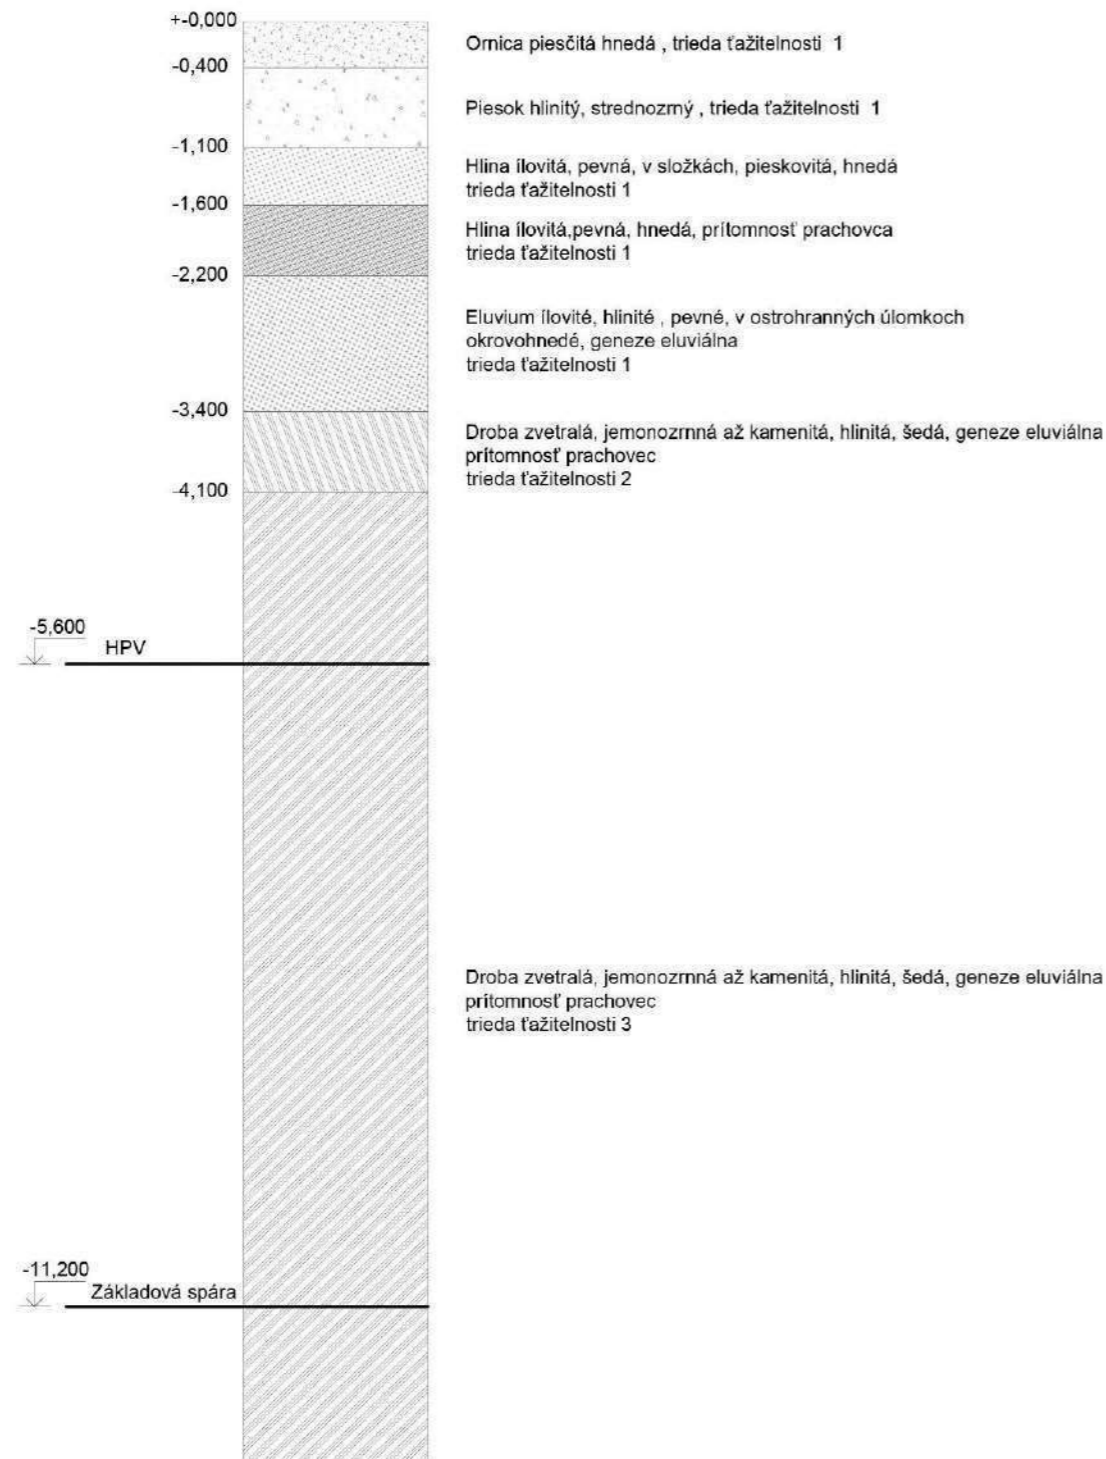 +-0,000
Ornica piesčitá hnedá , trieda ťažitelnosti 1
-0,400
Piesok hlinitý, strednozrný , trieda ťažitelnosti 1
-1,100
Hlina ílovitá, pevná, v složkách, pieskovitá, hnedá
trieda ťažitelnosti 1
-1,600
Hlina ílovitá,pevná, hnedá, prítomnosť prachovca
trieda ťažitelnosti 1
-2,200
Eluvium ílovité, hlinité , pevné, v ostrohranných úlomkoch
okrovohnedé, geneze eluviálna
trieda ťažitelnosti 1
-3,400
Droba zvetralá, jemonozrnná až kamenitá, hlinitá, šedá, geneze eluviálna
prítomnosť prachovec
trieda ťažitelnosti 2
-4,100
-5,600
HPV
Droba zvetralá, jemonozrnná až kamenitá, hlinitá, šedá, geneze eluviálna
prítomnosť prachovec
trieda ťažitelnosti 3
-11,200
Základová spára